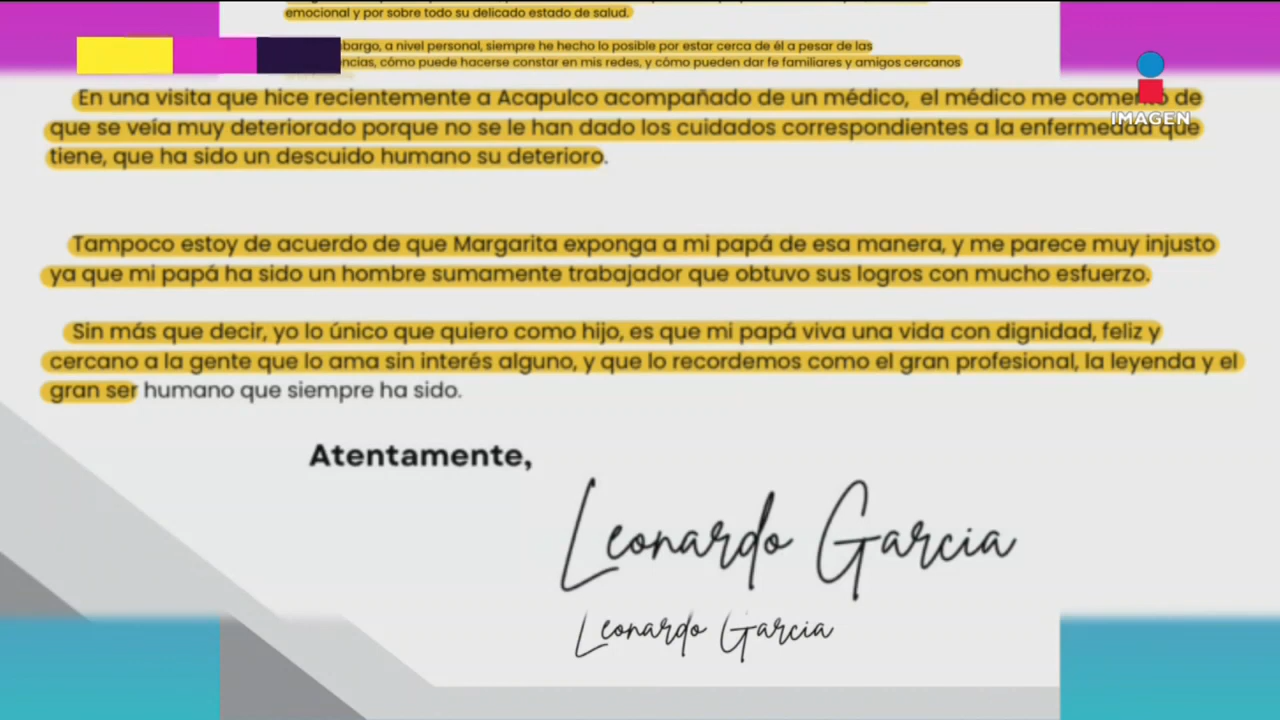 emocional y por sobre todo su delicado estado de salud.
bargo, a nivel personal, siempre he hecho lo posible por estar cerca de él a pesar de las
ncias, cómo puede hacerse constar en mis redes, y cómo pueden dar fe familiares y amigos cercanos
En una visita que hice recientemente a Acapulco acompañado de un médico, el médico me comentó de
que se veía muy deteriorado porque no se le han dado los cuidados correspondientes a la enfermedad que
tiene, que ha sido un descuido humano su deterioro.
IMAGEN
Tampoco estoy de acuerdo de que Margarita exponga a mi papá de esa manera, y me parece muy injusto
ya que mi papá ha sido un hombre sumamente trabajador que obtuvo sus logros con mucho esfuerzo.
Sin más que decir, yo lo único que quiero como hijo, es que mi papá viva una vida con dignidad, feliz y
cercano a la gente que lo ama sin interés alguno, y que lo recordemos como el gran profesional, la leyenda y el
gran ser humano que siempre ha sido.
Atentamente,
Leonardo Garcia
Leonardo Garcia